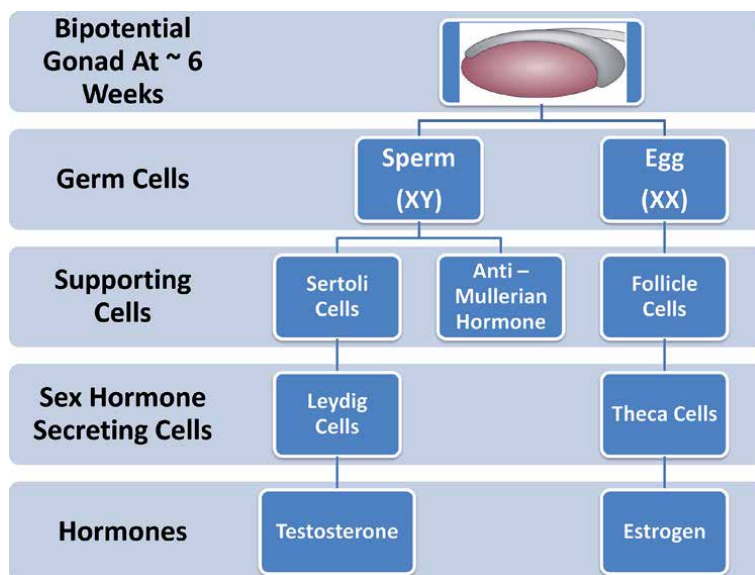 Bipotential
Gonad At ~ 6
Weeks
Germ Cells
Sperm
(XY)
Egg
(XX)
Supporting
Cells
Sertoli
Cells
Anti –
Mullerian
Hormone
Follicle
Cells
Sex Hormone
Secreting Cells
Leydig
Cells
Theca Cells
Hormones
Testosterone
Estrogen